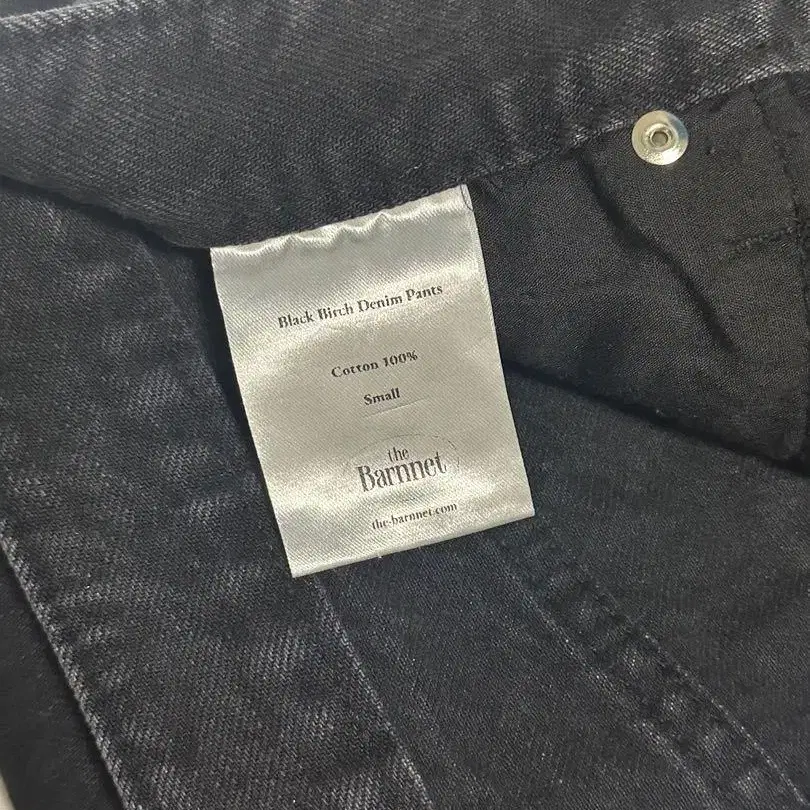 Black Birch Denim Pants
Cotton 100%
Small
the
Barnnet
the-barnnet.com